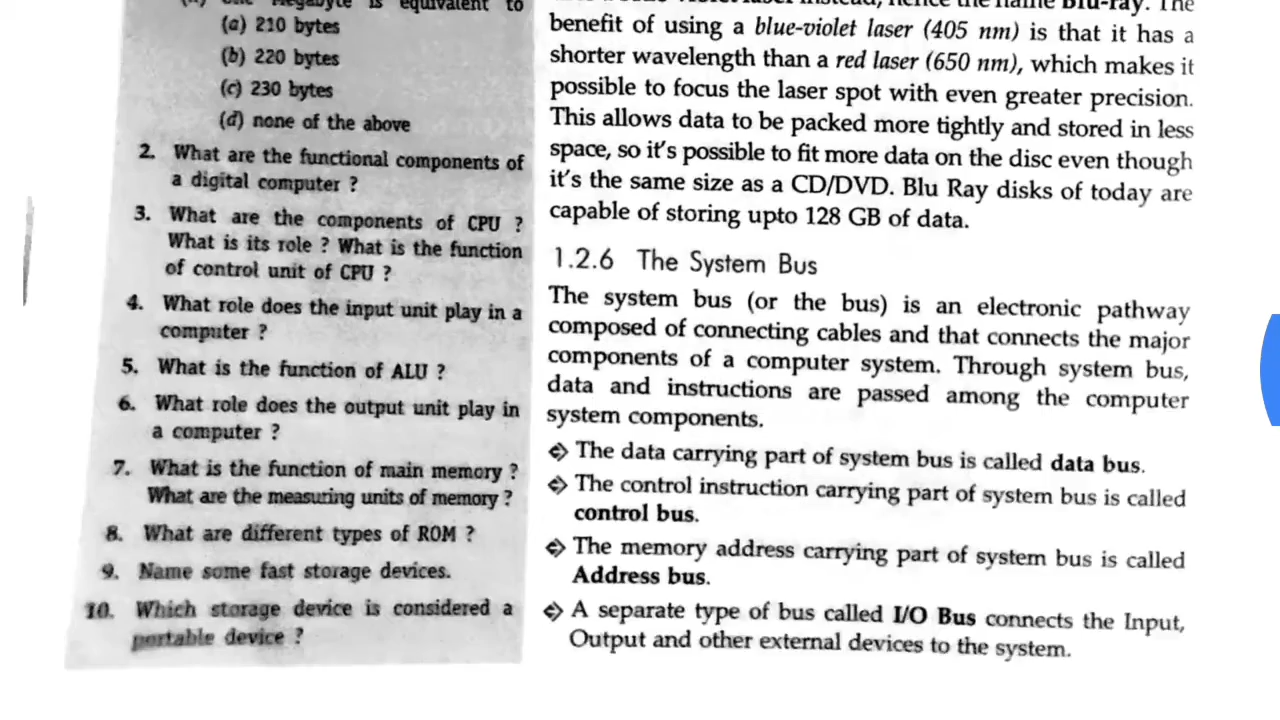 One Megabyte is equivalent to
(a) 210 bytes
(b) 220 bytes
(c) 230 bytes
(d) none of the above
2. What are the functional components of
a digital computer ?
3. What are the components of CPU ?
What is its role ? What is the function
of control unit of CPU ?
4. What role does the input unit play in a
computer ?
5. What is the function of ALU ?
6. What role does the output unit play in
a computer ?
7. What is the function of main memory ?
What are the measuring units of memory ?
8. What are different types of ROM ?
9. Name some fast storage devices.
10. Which storage device is considered a
portable device ?
laser instead, hence the name Blu-ray. The
benefit of using a blue-violet laser (405 nm) is that it has a
shorter wavelength than a red laser (650 nm), which makes it
possible to focus the laser spot with even greater precision.
This allows data to be packed more tightly and stored in less
space, so it's possible to fit more data on the disc even though
it's the same size as a CD/DVD. Blu Ray disks of today are
capable of storing upto 128 GB of data.
1.2.6 The System Bus
The system bus (or the bus) is an electronic pathway
composed of connecting cables and that connects the major
components of a computer system. Through system bus,
data and instructions are passed among the computer
system components.
The data carrying part of system bus is called data bus.
The control instruction carrying part of system bus is called
control bus.
The memory address carrying part of system bus is called
Address bus.
A separate type of bus called I/O Bus connects the Input,
Output and other external devices to the system.